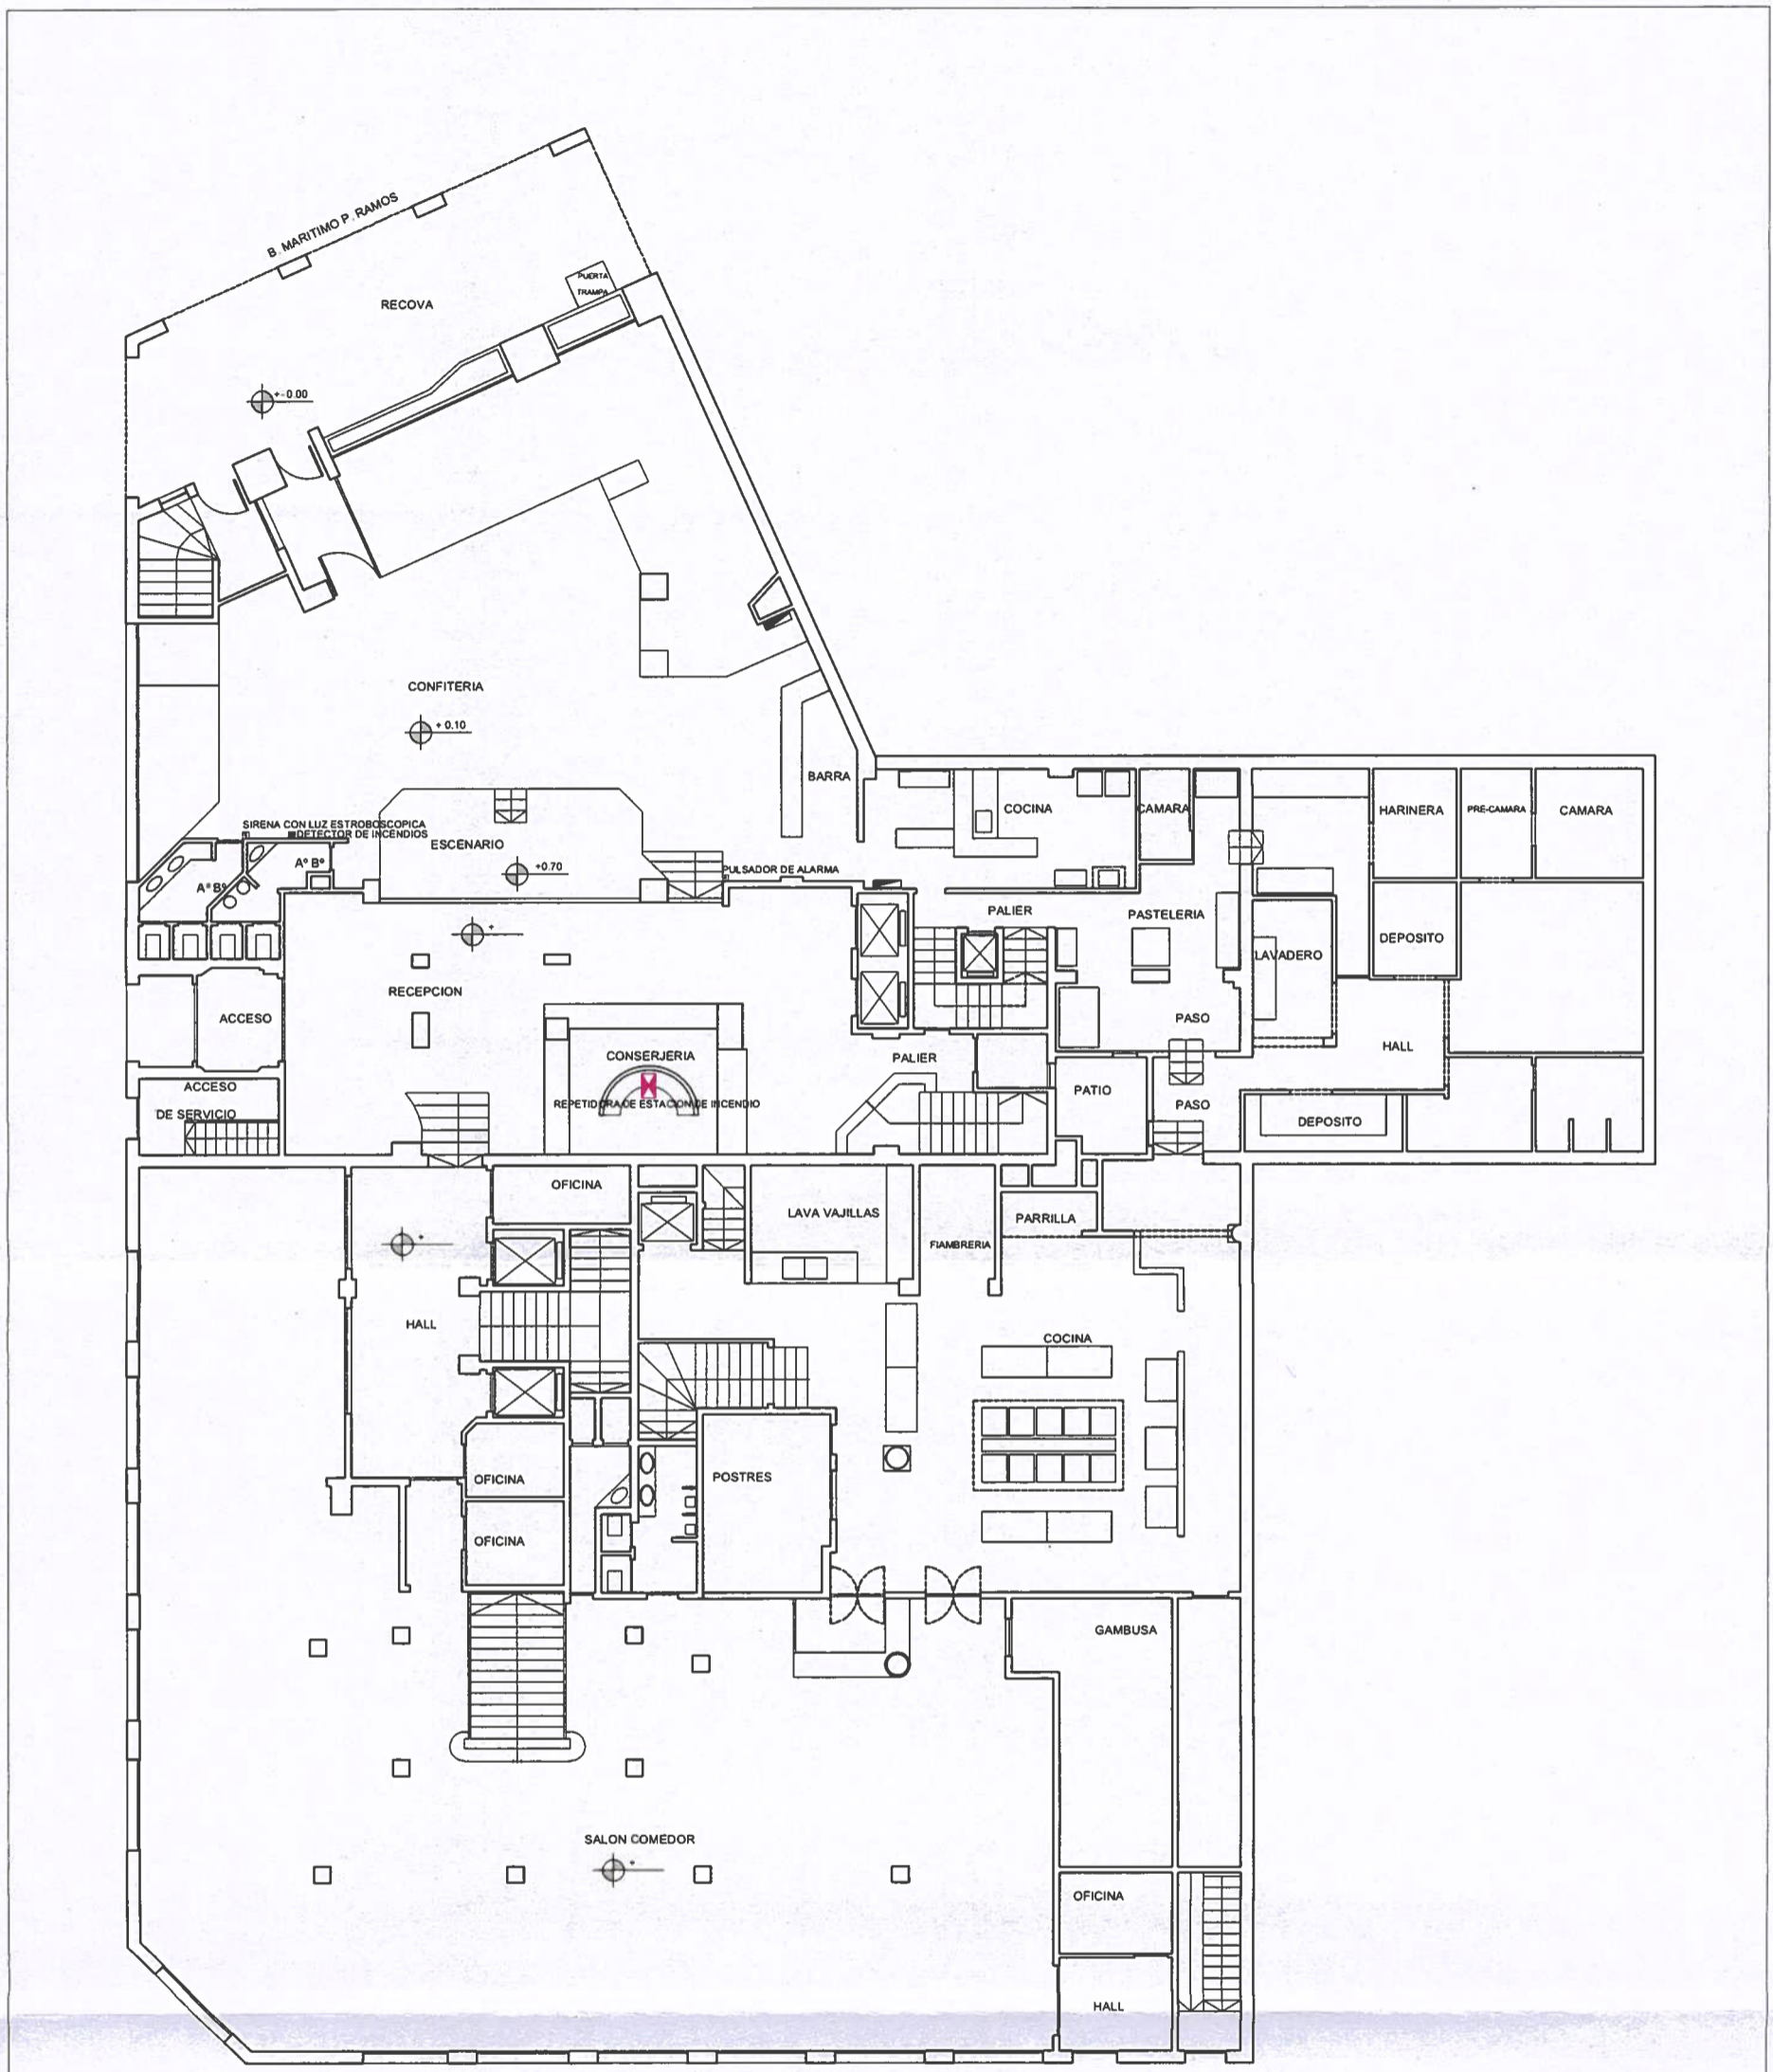 B. MARITIMO P. RAMOS
PUERTA
TRAMPA
RECOVA
+-0.00
CONFITERIA
+ 0.10
BARRA
COCINA
CAMARA
HARINERA
PRE-CAMARA
CAMARA
SIRENA CON LUZ ESTROBOSCOPICA
DETECTOR DE INCENDIOS
ESCENARIO
Aº Bº
+0.70
PULSADOR DE ALARMA
Aº Bº
PALIER
PASTELERIA
DEPOSITO
+
LAVADERO
RECEPCION
ACCESO
PASO
HALL
CONSERJERIA
PALIER
ACCESO
DE SERVICIO
REPETIDORA DE ESTACION DE INCENDIO
PATIO
PASO
DEPOSITO
OFICINA
LAVA VAJILLAS
PARRILLA
FIAMBRERIA
+
HALL
COCINA
OFICINA
POSTRES
OFICINA
GAMBUSA
SALON COMEDOR
+
OFICINA
HALL